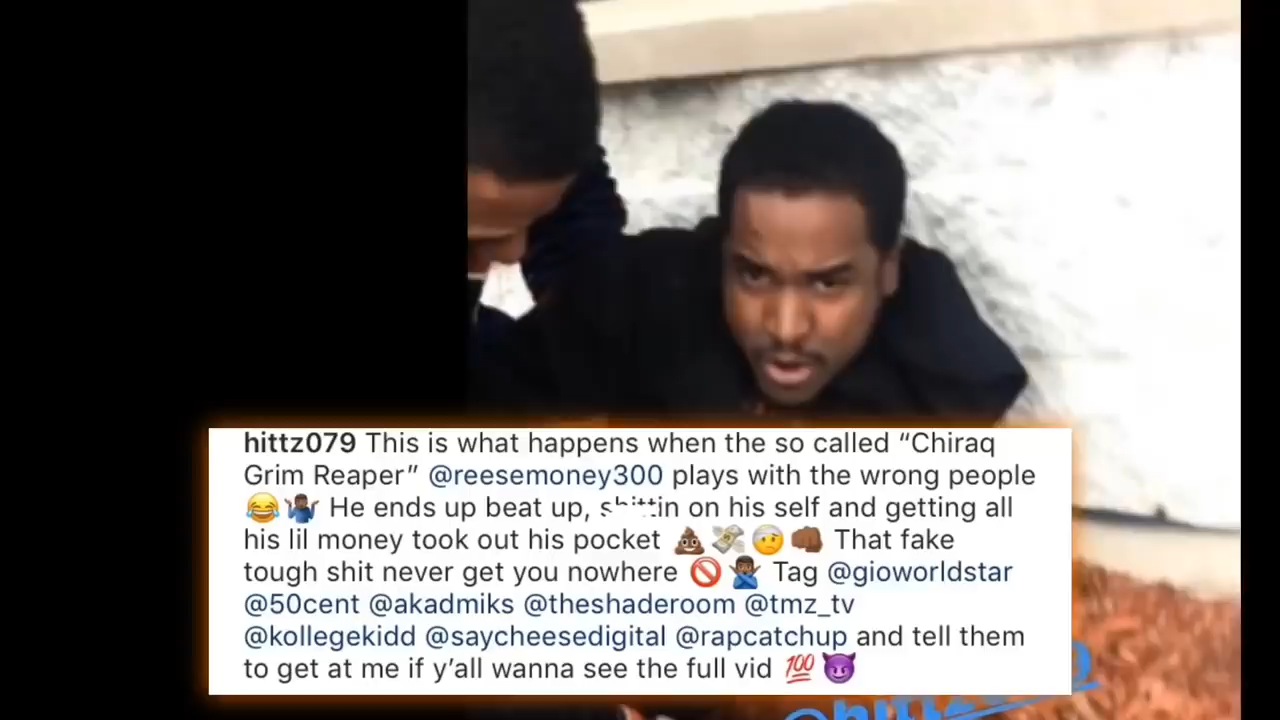 hittz079 This is what happens when the so called “Chiraq
Grim Reaper” @reesemoney300 plays with the wrong people
😂🤷🏾‍♂️ He ends up beat up, shittin on his self and getting all
his lil money took out his pocket 💩💸🤕👊🏾 That fake
tough shit never get you nowhere 🚫🙅🏾‍♂️ Tag @gioworldstar
@50cent @akadmiks @theshaderoom @tmz_tv
@kollegekidd @saycheesedigital @rapcatchup and tell them
to get at me if y’all wanna see the full vid 💯😈